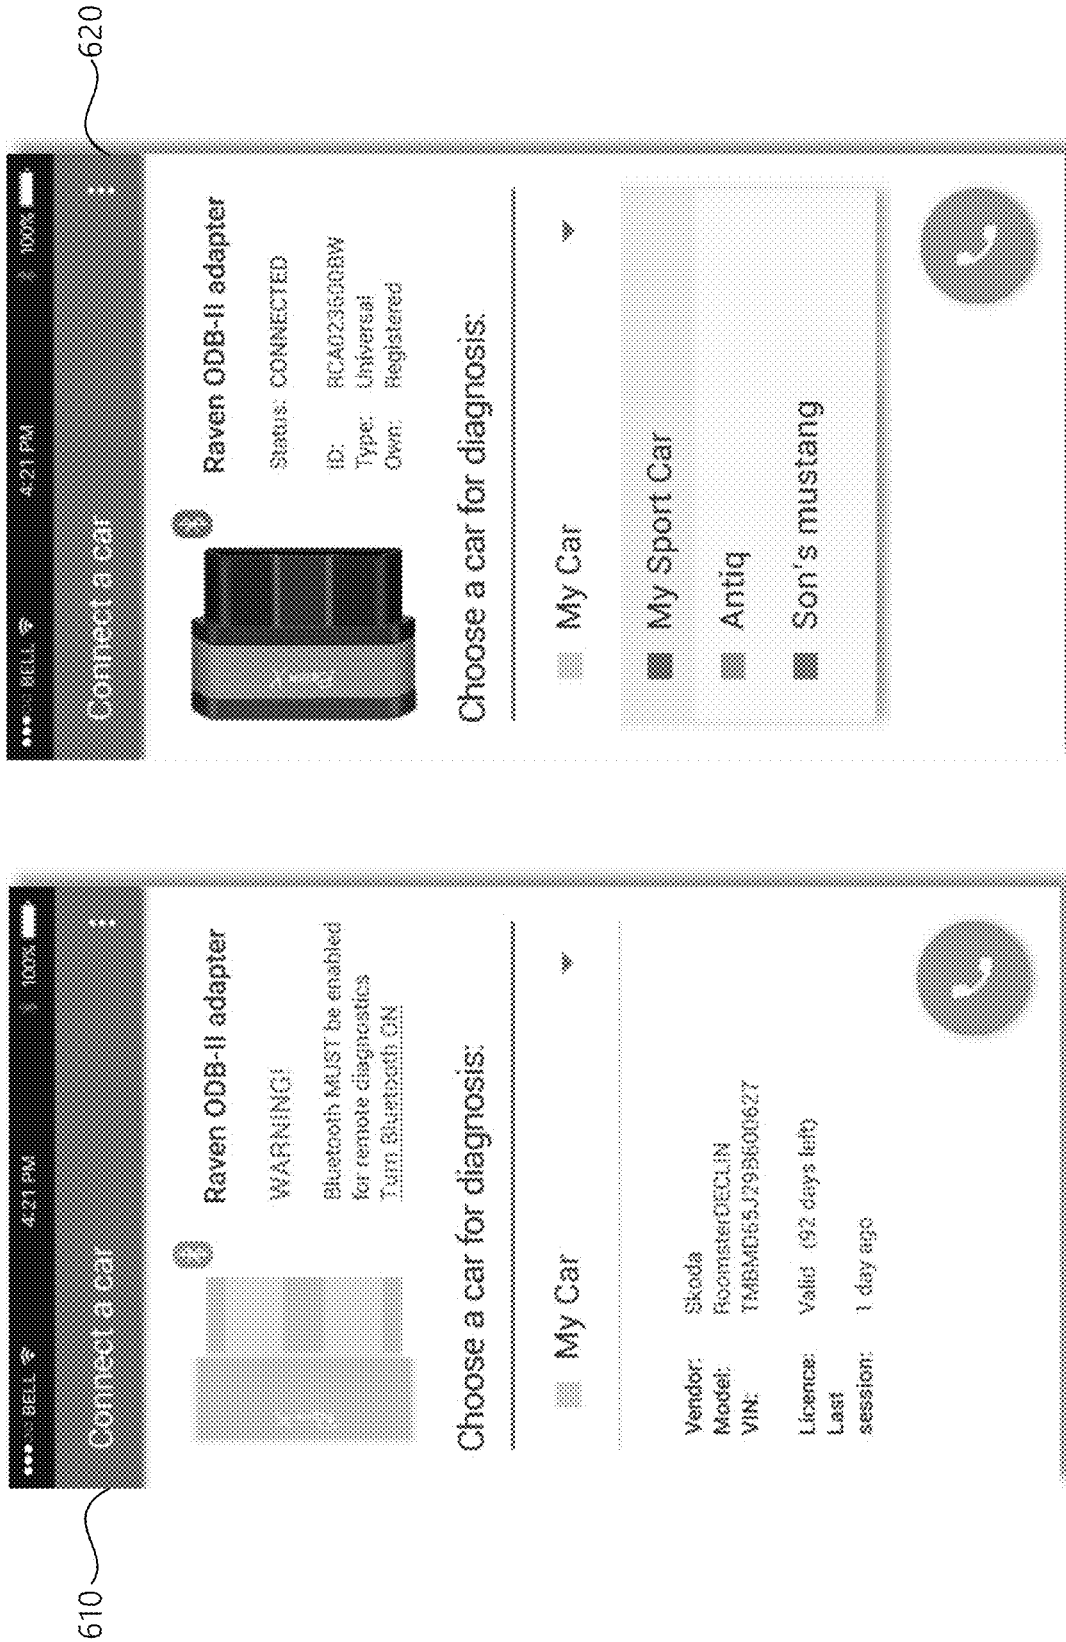 610
●●●○○ BELL
4:21 PM
100%
Connect a car
Raven ODB-II adapter
WARNING!
Bluetooth MUST be enabled
for remote diagnostics
Turn Bluetooth ON
Choose a car for diagnosis:
My Car
Vendor: Skoda
Model: RoomsterDECLIN
VIN:
Licence: Valid (92 days left)
Last
session: 1 day ago
620
●●●○○ BELL
4:21 PM
100%
Connect a car
Raven ODB-II adapter
Status: CONNECTED
ID:
Type: Universal
Own: Registered
Choose a car for diagnosis:
My Car
My Sport Car
Antiq
Son's mustang